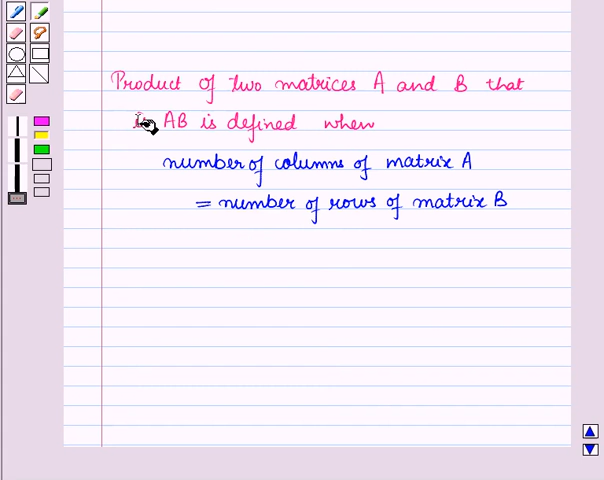 Product of two matrices A and B that
is AB is defined when
number of columns of matrix A
= number of rows of matrix B